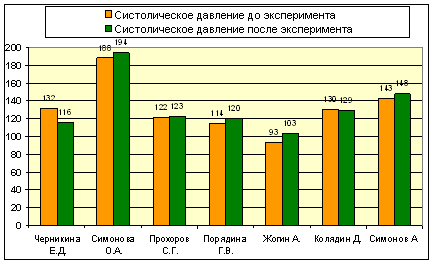 Систолическое давление до эксперимента
Систолическое давление после эксперимента
200
180
160
140
120
100
80
60
40
20
0
132
116
188
194
122
123
114
120
93
103
130
129
143
148
Черникина Е.Д.
Симонова О.А.
Прохоров С.Г.
Порядина Г.В.
Жогин А.
Колядин Д.
Симонов А